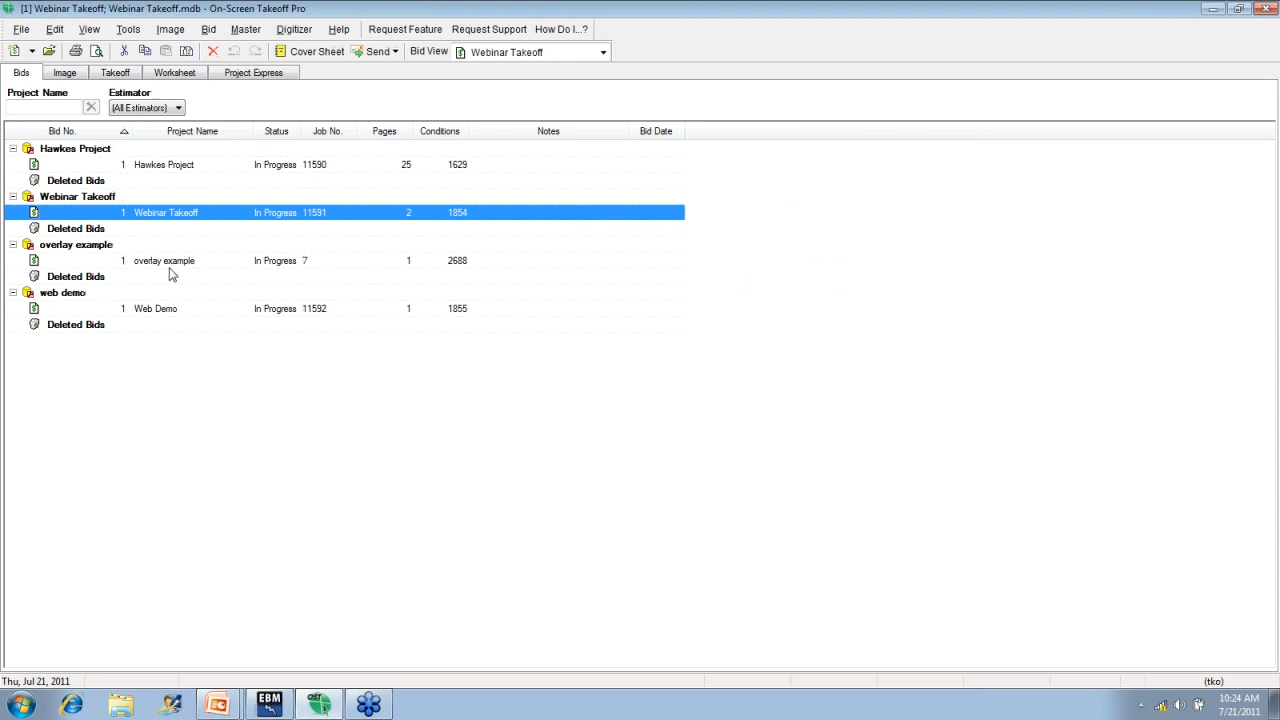 [1] Webinar Takeoff; Webinar Takeoff.mdb - On-Screen Takeoff Pro
File Edit View Tools Image Bid Master Digitizer Help Request Feature Request Support How Do I...?
Cover Sheet Send Bid View Webinar Takeoff
Bids Image Takeoff Worksheet Project Express
Project Name Estimator
(All Estimators)
Bid No. Project Name Status Job No. Pages Conditions Notes Bid Date
Hawkes Project
1 Hawkes Project In Progress 11590 25 1629
Deleted Bids
Webinar Takeoff
1 Webinar Takeoff In Progress 11591 2 1854
Deleted Bids
overlay example
1 overlay example In Progress 7 1 2688
Deleted Bids
web demo
1 Web Demo In Progress 11592 1 1855
Deleted Bids
Thu, Jul 21, 2011 (tko)
EBM OST 10:24 AM
7/21/2011